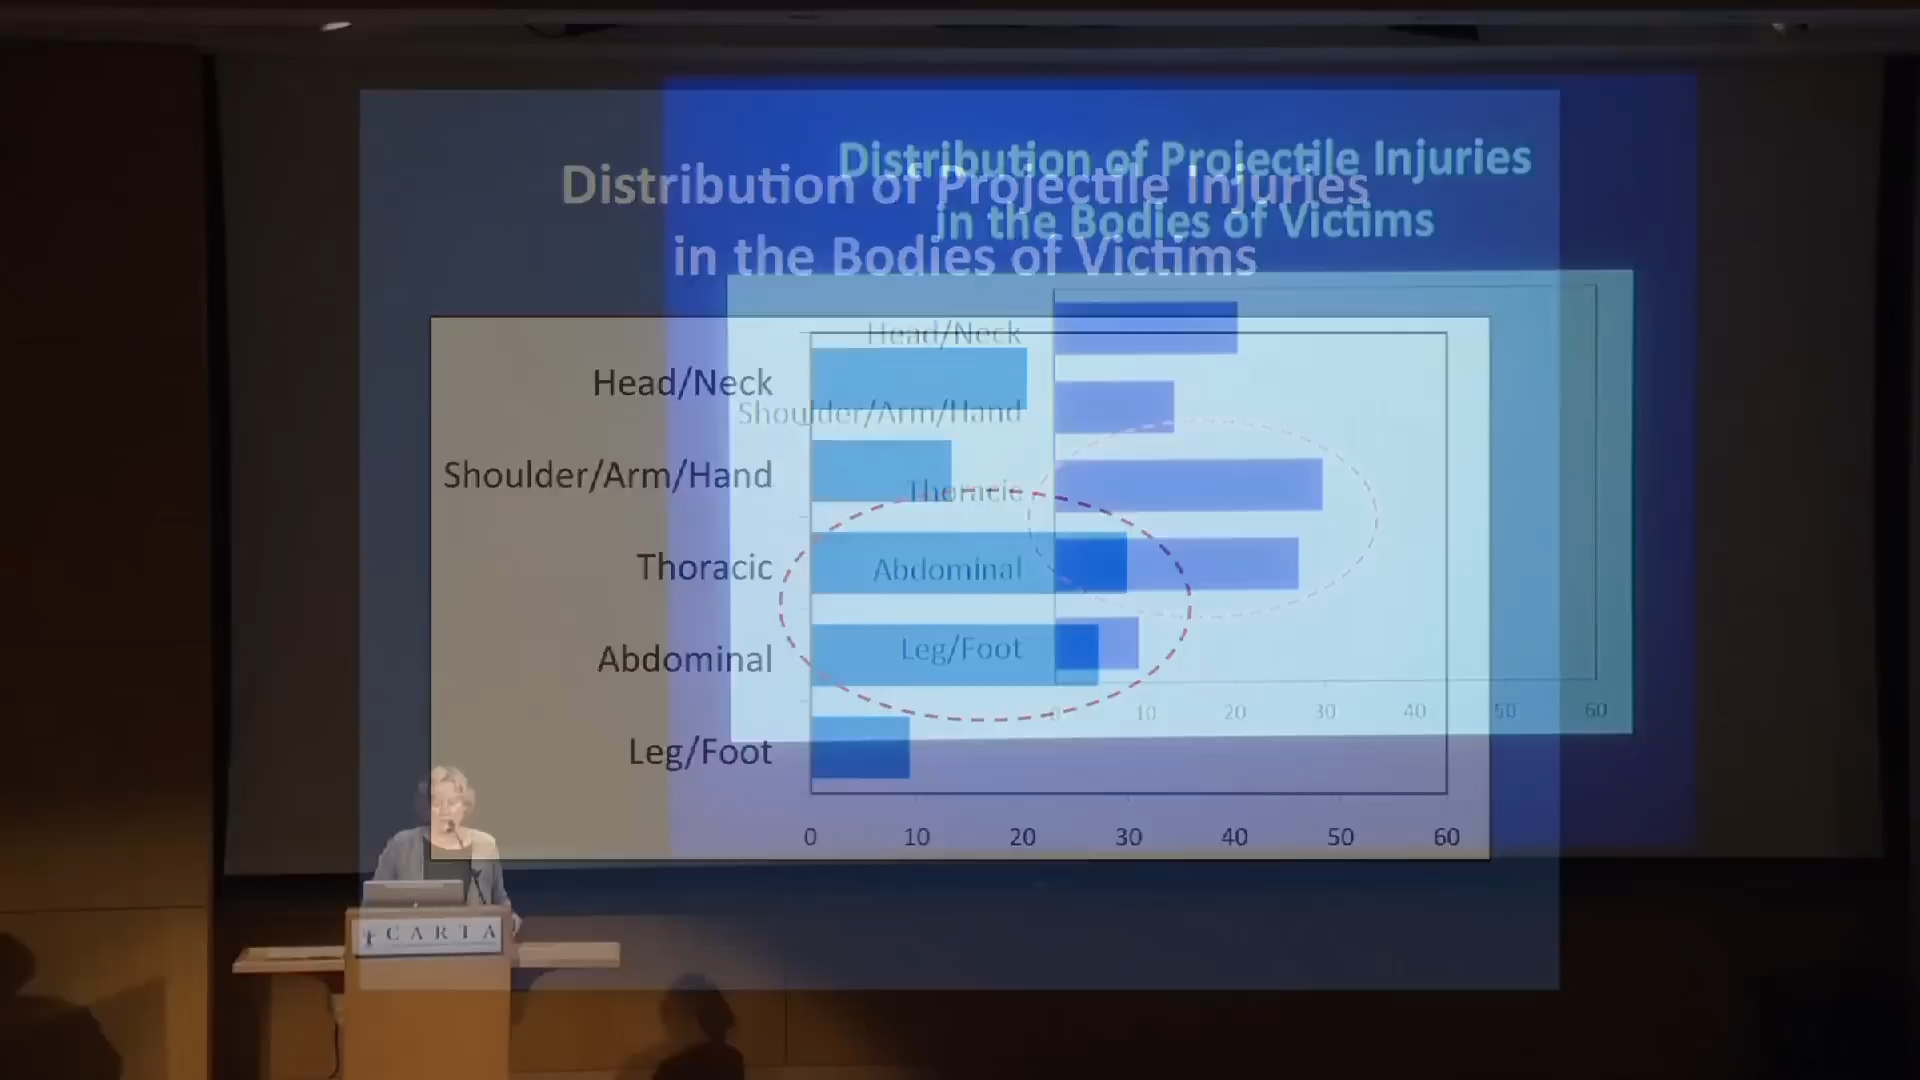 Distribution of Projectile Injuries
in the Bodies of Victims
Distribution of Projectile Injuries
in the Bodies of Victims
Head/Neck
Shoulder/Arm/Hand
Thoracic
Abdominal
Leg/Foot
0 10 20 30 40 50 60
Head/Neck
Shoulder/Arm/Hand
Thoracic
Abdominal
Leg/Foot
0 10 20 30 40 50 60
CARTA